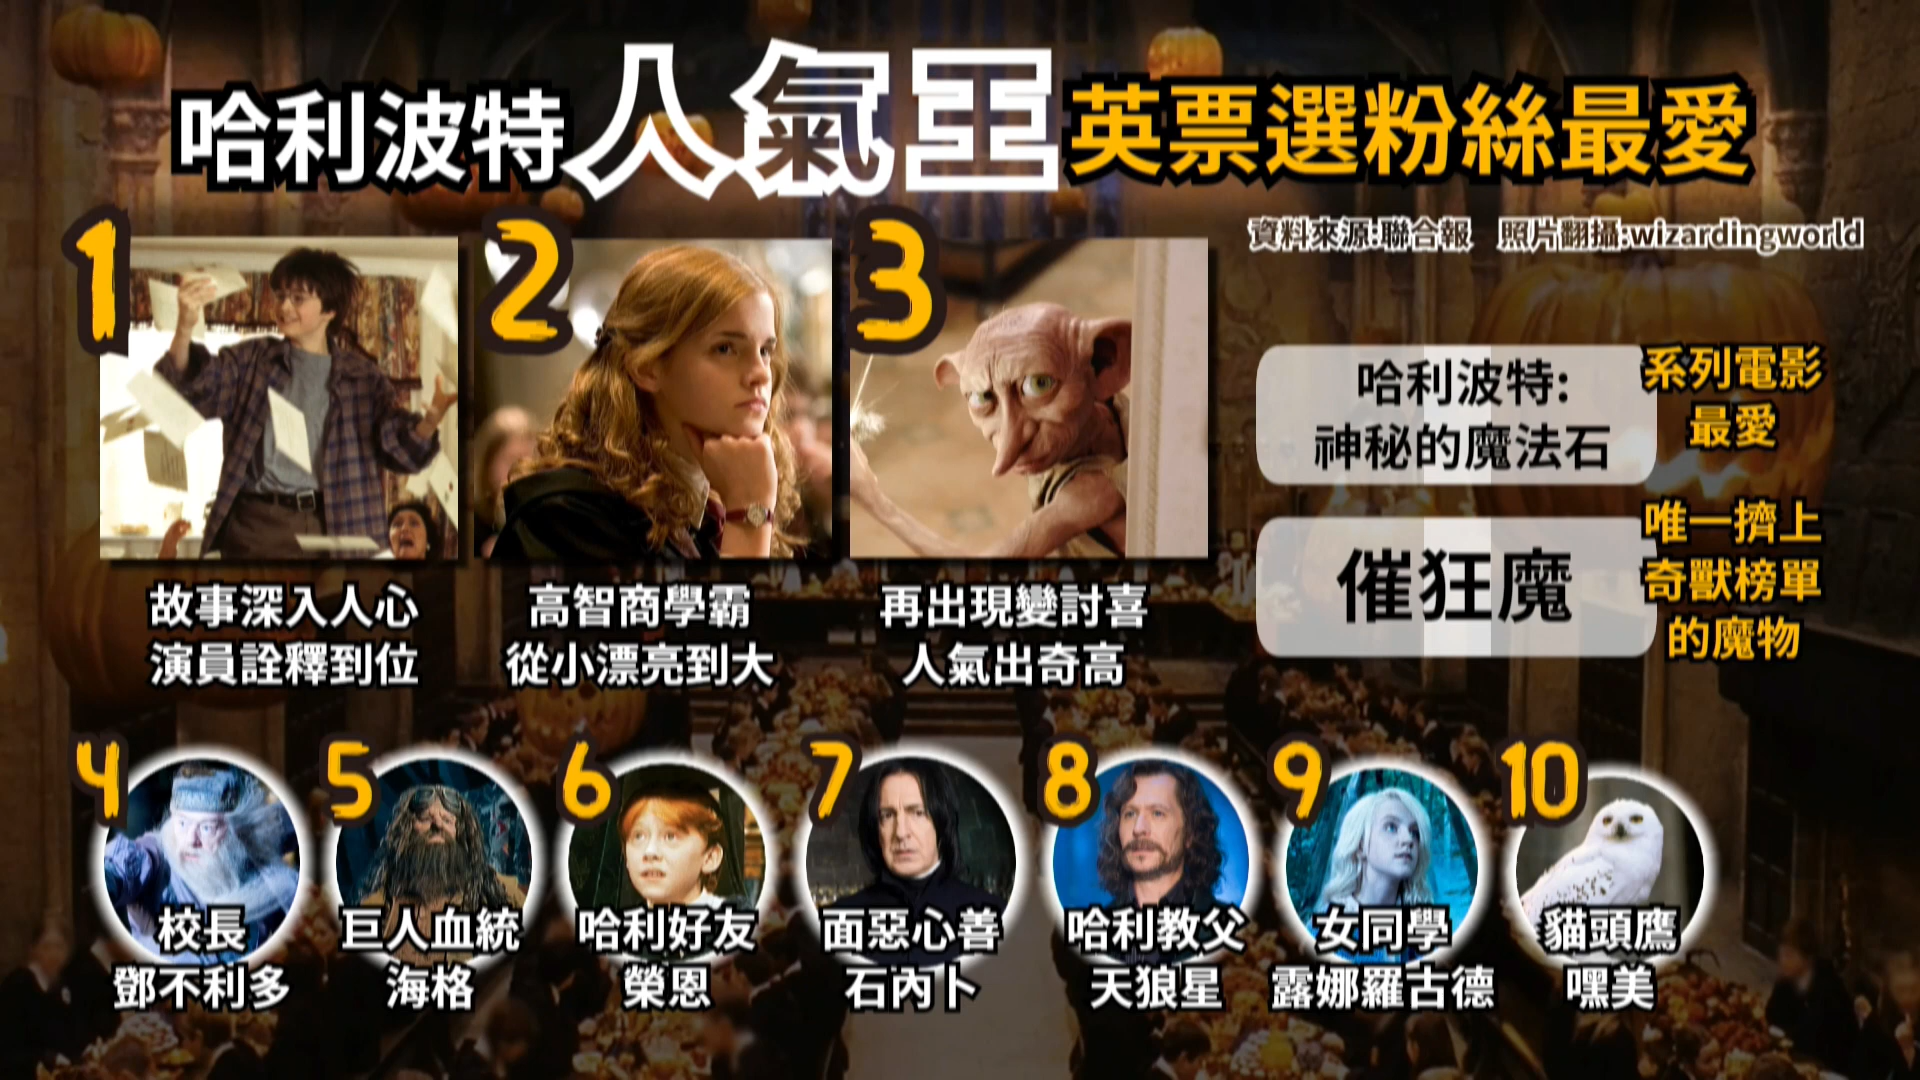 哈利波特人氣王英票選粉絲最愛
資料來源:聯合報 照片翻攝:wizardingworld
1
2
3
故事深入人心
演員詮釋到位
高智商學霸
從小漂亮到大
再出現變討喜
人氣出奇高
哈利波特:
神秘的魔法石
系列電影
最愛
催狂魔
唯一擠上
奇獸榜單
的魔物
4
校長
鄧不利多
5
巨人血統
海格
6
哈利好友
榮恩
7
面惡心善
石內卜
8
哈利教父
天狼星
9
女同學
露娜羅古德
10
貓頭鷹
嘿美